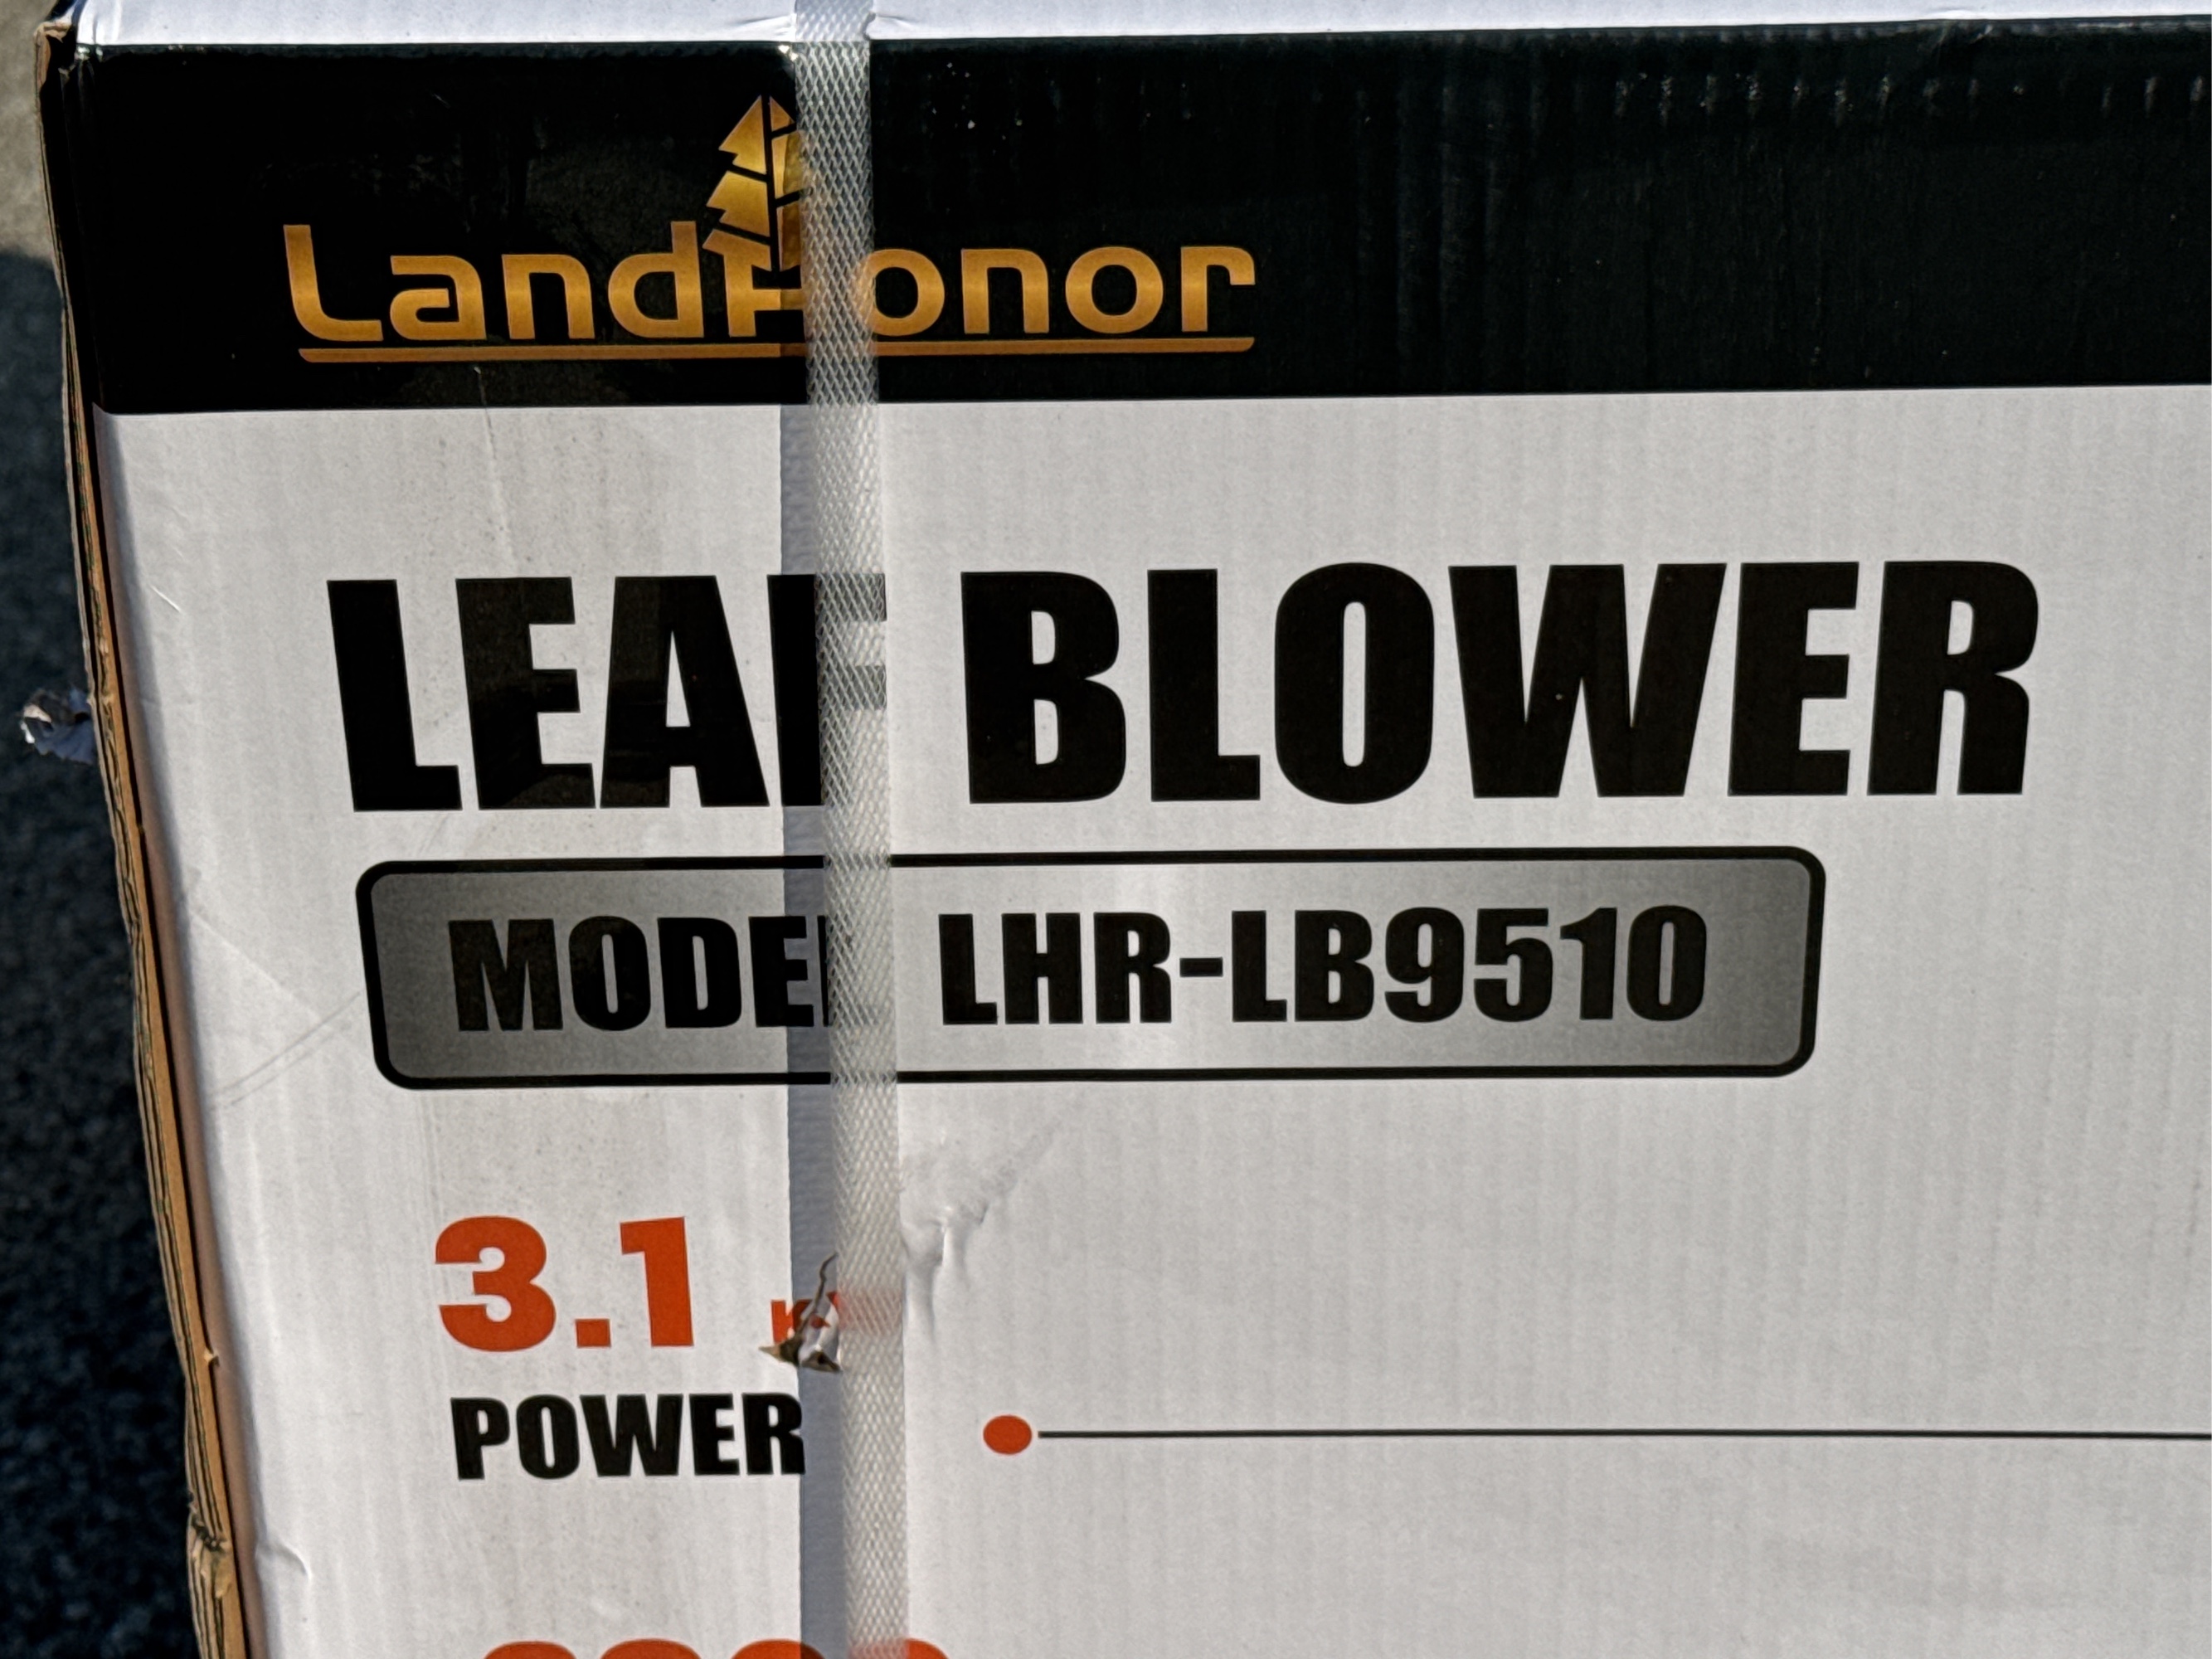 LandHonor
LEAF BLOWER
MODEL LHR-LB9510
3.1
POWER